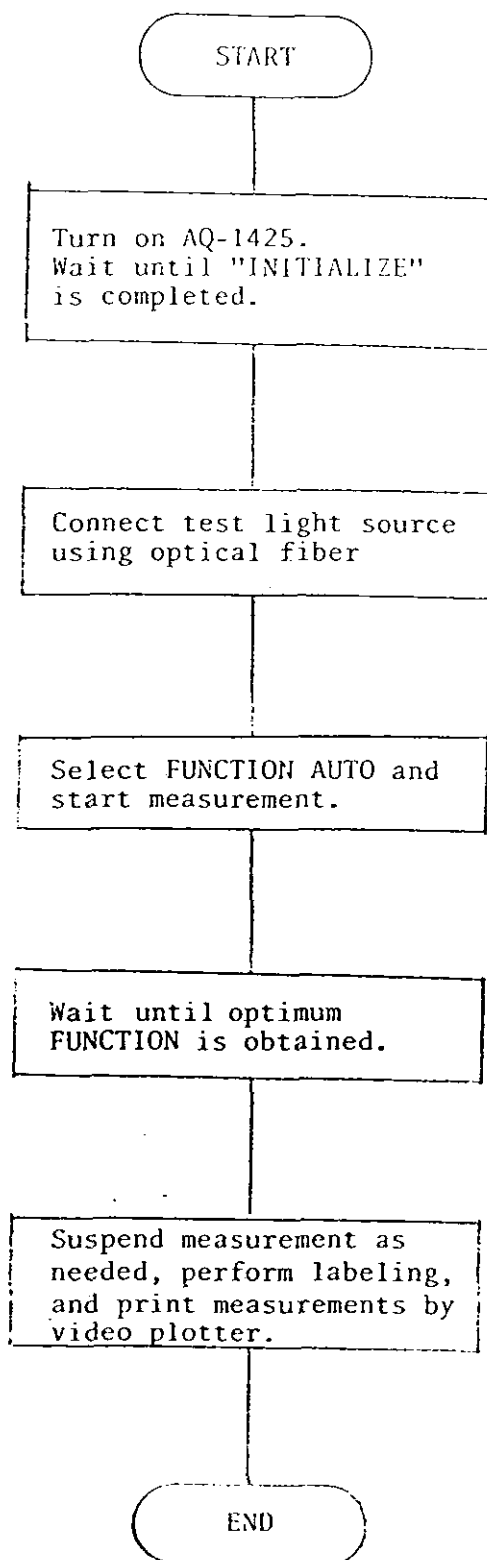 START
Turn on AQ-1425.
Wait until "INITIALIZE"
is completed.
Connect test light source
using optical fiber
Select FUNCTION AUTO and
start measurement.
Wait until optimum
FUNCTION is obtained.
Suspend measurement as
needed, perform labeling,
and print measurements by
video plotter.
END